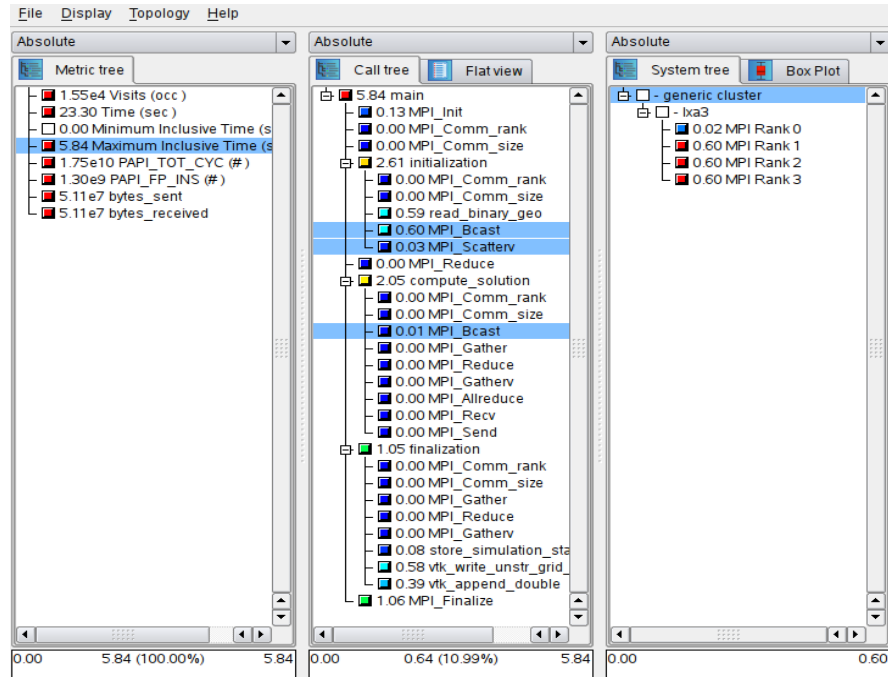 File Display Topology Help
Absolute
Absolute
Absolute
Metric tree
Call tree
Flat view
System tree
Box Plot
1.55e4 Visits (occ )
23.30 Time (sec )
0.00 Minimum Inclusive Time (s
5.84 Maximum Inclusive Time (s
1.75e10 PAPI_TOT_CYC (#)
1.30e9 PAPI_FP_INS (#)
5.11e7 bytes_sent
5.11e7 bytes_received
5.84 main
0.13 MPI_Init
0.00 MPI_Comm_rank
0.00 MPI_Comm_size
2.61 initialization
0.00 MPI_Comm_rank
0.00 MPI_Comm_size
0.59 read_binary_geo
0.60 MPI_Bcast
0.03 MPI_Scatterv
0.00 MPI_Reduce
2.05 compute_solution
0.00 MPI_Comm_rank
0.00 MPI_Comm_size
0.01 MPI_Bcast
0.00 MPI_Gather
0.00 MPI_Reduce
0.00 MPI_Gatherv
0.00 MPI_Allreduce
0.00 MPI_Recv
0.00 MPI_Send
1.05 finalization
0.00 MPI_Comm_rank
0.00 MPI_Comm_size
0.00 MPI_Gather
0.00 MPI_Reduce
0.00 MPI_Gatherv
0.08 store_simulation_sta
0.58 vtk_write_unstr_grid_
0.39 vtk_append_double
1.06 MPI_Finalize
- generic cluster
- lxa3
0.02 MPI Rank 0
0.60 MPI Rank 1
0.60 MPI Rank 2
0.60 MPI Rank 3
0.00 5.84 (100.00%) 5.84
0.00 0.64 (10.99%) 5.84
0.00 0.60